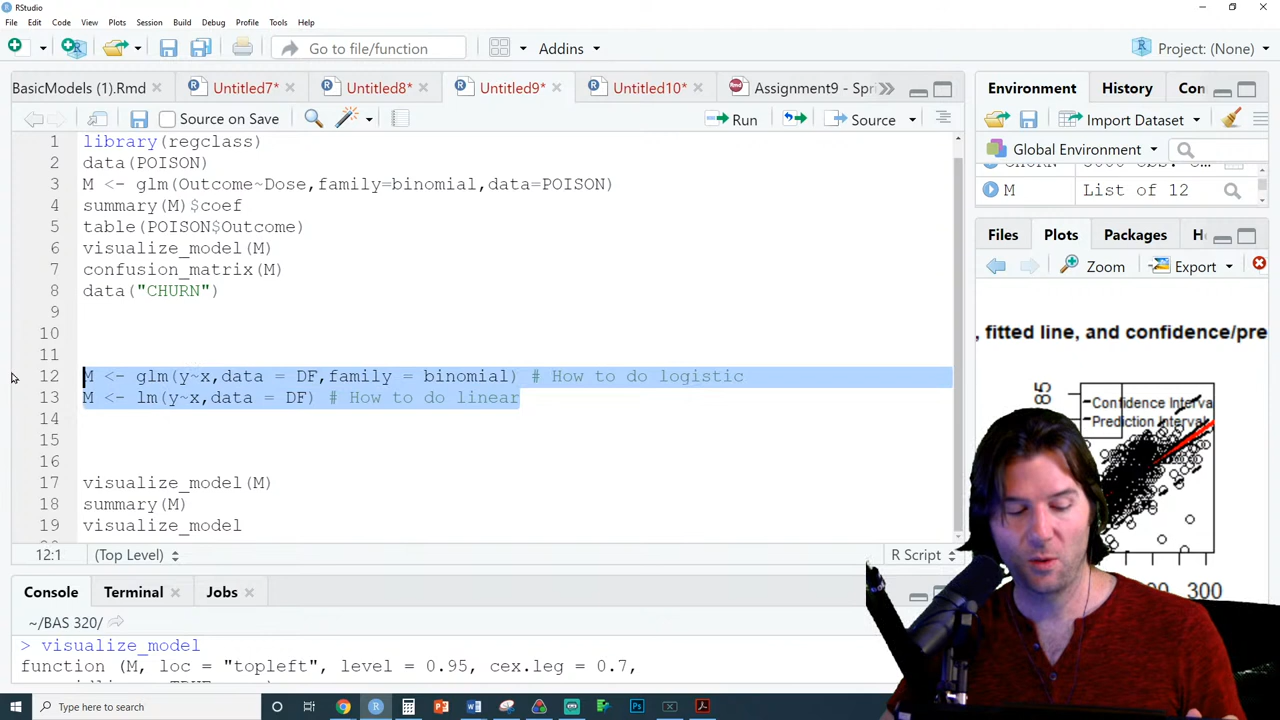 RStudio
File Edit Code View Plots Session Build Debug Profile Tools Help
Go to file/function Addins Project: (None)
BasicModels (1).Rmd Untitled7* Untitled8* Untitled9* Untitled10* Assignment9 - Spri
Source on Save Run Source
1 library(regclass)
2 data(POISON)
3 M <- glm(Outcome~Dose,family=binomial,data=POISON)
4 summary(M)$coef
5 table(POISON$Outcome)
6 visualize_model(M)
7 confusion_matrix(M)
8 data("CHURN")
9
10
11
12 M <- glm(y~x,data = DF,family = binomial) # How to do logistic
13 M <- lm(y~x,data = DF) # How to do linear
14
15
16
17 visualize_model(M)
18 summary(M)
19 visualize_model
12:1 (Top Level) R Script
Console Terminal Jobs
~/BAS 320/
> visualize_model
function (M, loc = "topleft", level = 0.95, cex.leg = 0.7,
Environment History Con
Import Dataset
Global Environment
M List of 12
Files Plots Packages H
Zoom Export
, fitted line, and confidence/pre
85
Confidence Interva
Prediction Interval
300
Type here to search